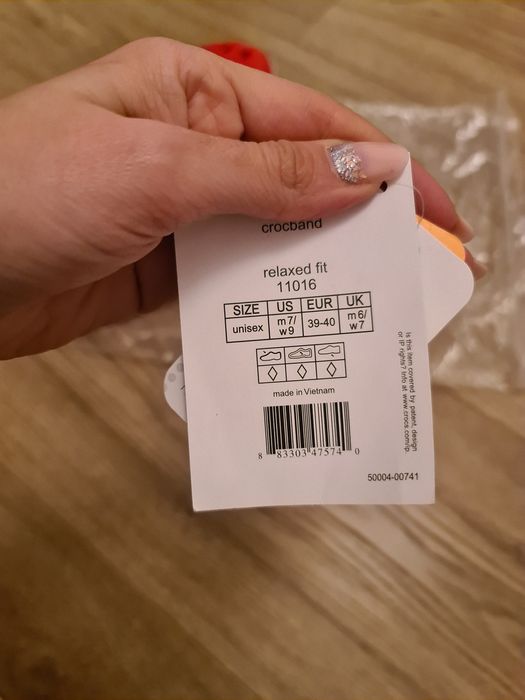 crocband
relaxed fit
11016
SIZE US EUR UK
unisex m7/ w9 39-40 m6/ w7
made in Vietnam
8 83303 47574 0
50004-00741
Is this item covered by patent, design
or IP rights? Info at www.crocs.com/ip.